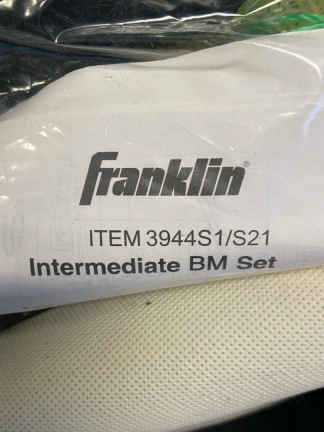 franklin®
ITEM 3944S1/S21
Intermediate BM Set